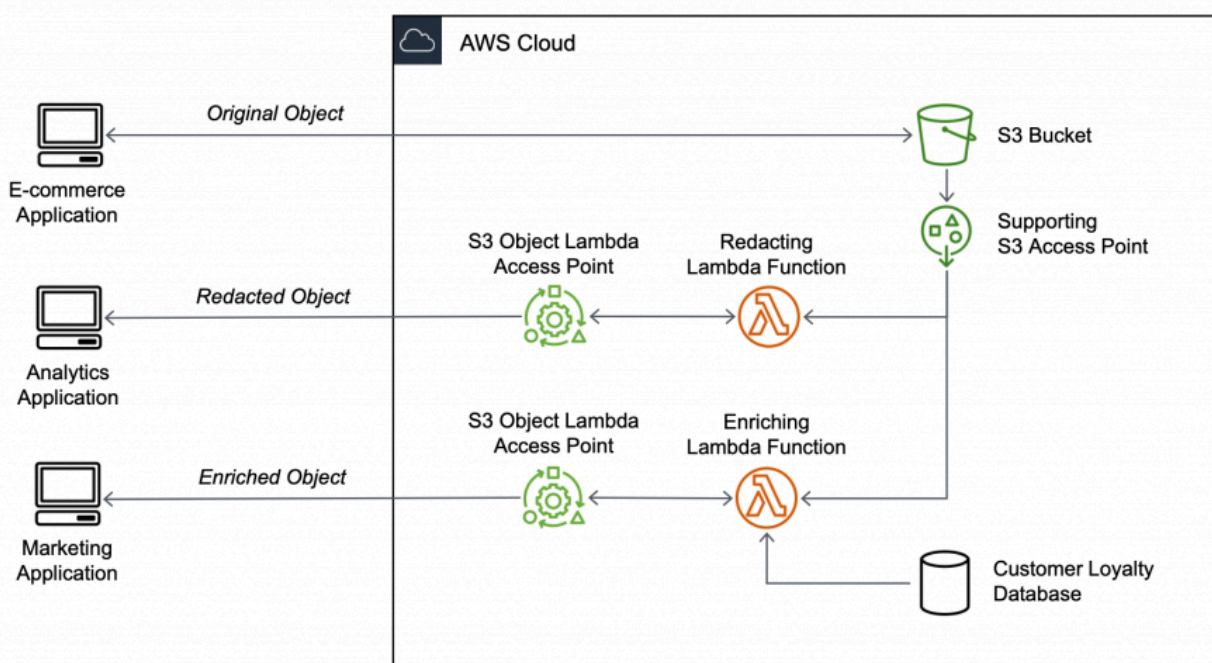 AWS Cloud
Original Object
S3 Bucket
E-commerce
Application
Supporting
S3 Access Point
S3 Object Lambda
Access Point
Redacting
Lambda Function
Redacted Object
Analytics
Application
S3 Object Lambda
Access Point
Enriching
Lambda Function
Enriched Object
Marketing
Application
Customer Loyalty
Database